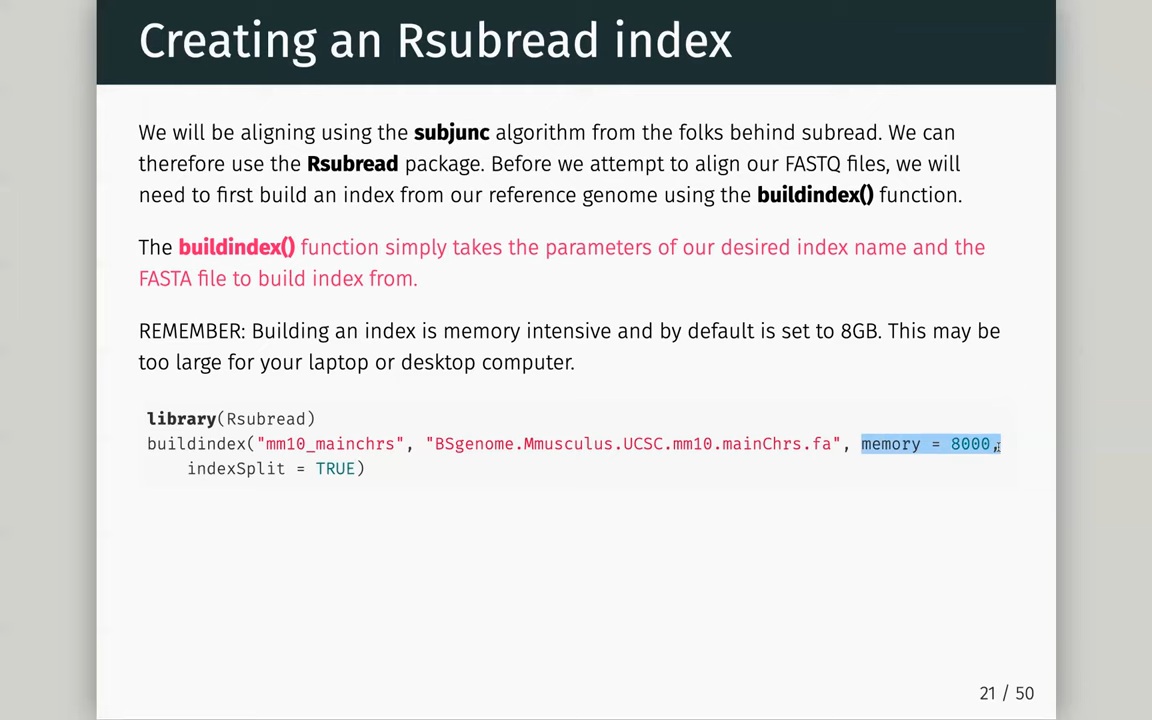 Creating an Rsubread index
We will be aligning using the subjunc algorithm from the folks behind subread. We can
therefore use the Rsubread package. Before we attempt to align our FASTQ files, we will
need to first build an index from our reference genome using the buildindex() function.
The buildindex() function simply takes the parameters of our desired index name and the
FASTA file to build index from.
REMEMBER: Building an index is memory intensive and by default is set to 8GB. This may be
too large for your laptop or desktop computer.
library(Rsubread)
buildindex("mm10_mainchrs", "BSgenome.Mmusculus.UCSC.mm10.mainChrs.fa", memory = 8000,
indexSplit = TRUE)
21 / 50